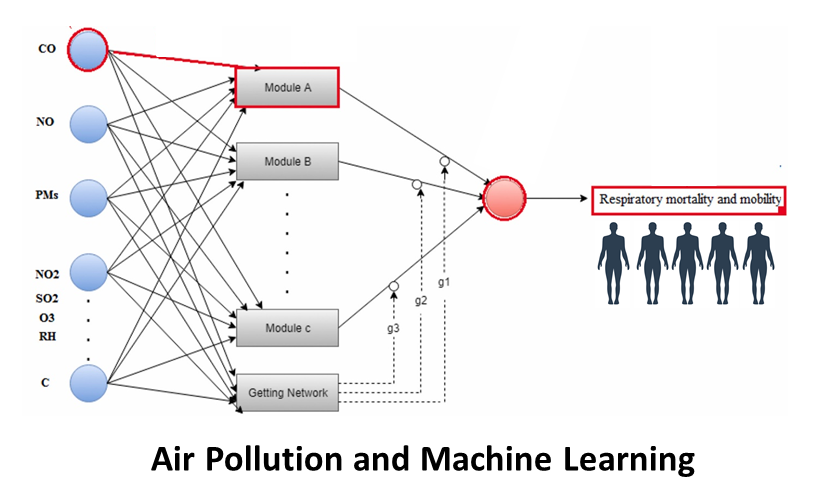 CO
NO
PMs
NO2
SO2
O3
RH
C
Module A
Module B
Module c
Getting Network
g1
g2
g3
Respiratory mortality and mobility
Air Pollution and Machine Learning